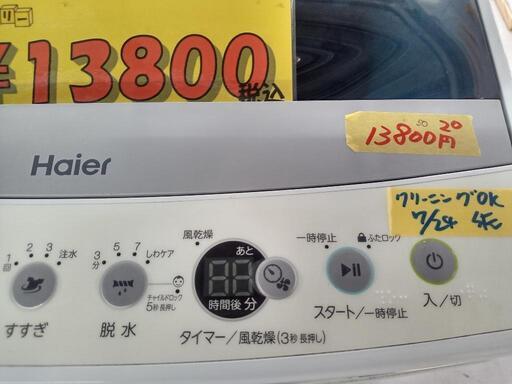 リー
¥13800
税込
50 20
13800円
Haier
クリーニングOK
7/24
風乾燥
一時停止
ふたロック
1回 2 3 注水
3分 5 7 しわケア
あと
88
時間後 分
チャイルドロック
5秒長押し
すすぎ
脱水
タイマー/風乾燥(3秒長押し)
スタート/一時停止
入/切